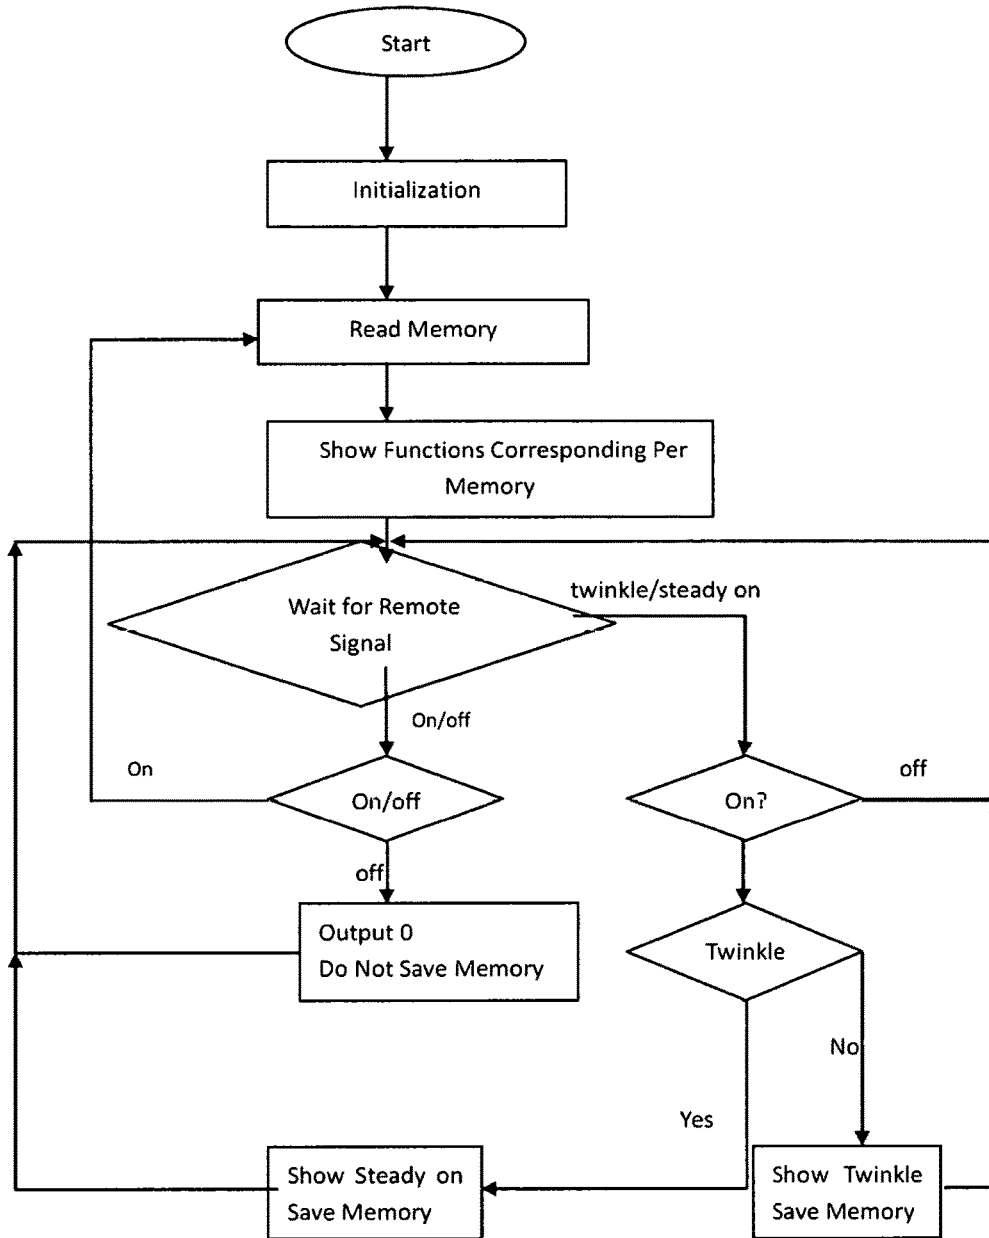 Start
Initialization
Read Memory
Show Functions Corresponding Per
Memory
twinkle/steady on
Wait for Remote
Signal
On/off
On
off
On/off
On?
off
Output 0
Do Not Save Memory
Twinkle
No
Yes
Show Steady on
Save Memory
Show Twinkle
Save Memory